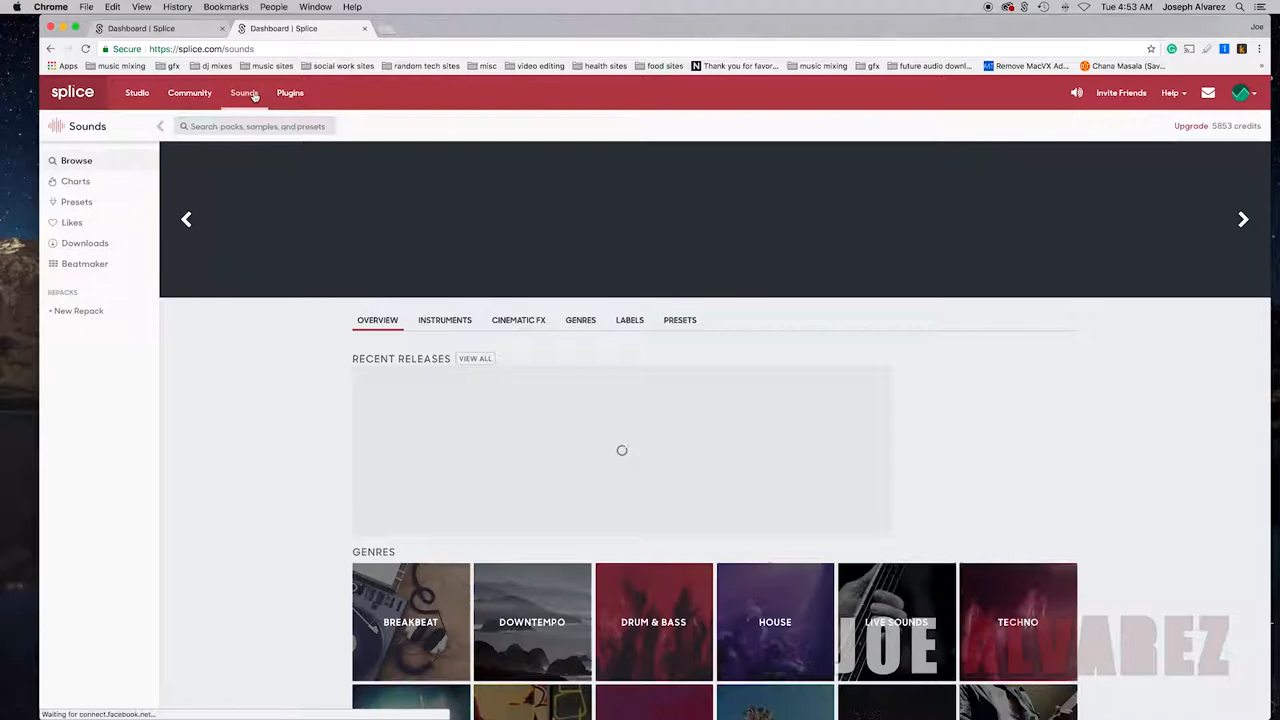 Chrome File Edit View History Bookmarks People Window Help Tue 4:53 AM Joseph Alvarez
Dashboard | Splice × Dashboard | Splice × Joe
Secure https://splice.com/sounds
Apps music mixing gfx dj mixes music sites social work sites random tech sites misc video editing health sites food sites Thank you for favor... music mixing gfx future audio downl... Remove MacVX Ad... Chana Masala (Sav...
splice Studio Community Sounds Plugins Invite Friends Help
Sounds Search packs, samples, and presets Upgrade 5853 credits
Browse
Charts
Presets
Likes
Downloads
Beatmaker
REPACKS
+ New Repack
OVERVIEW INSTRUMENTS CINEMATIC FX GENRES LABELS PRESETS
RECENT RELEASES VIEW ALL
GENRES
BREAKBEAT DOWNTEMPO DRUM & BASS HOUSE LIVE SOUNDS TECHNO
JOE ALVAREZ
Waiting for connect.facebook.net...